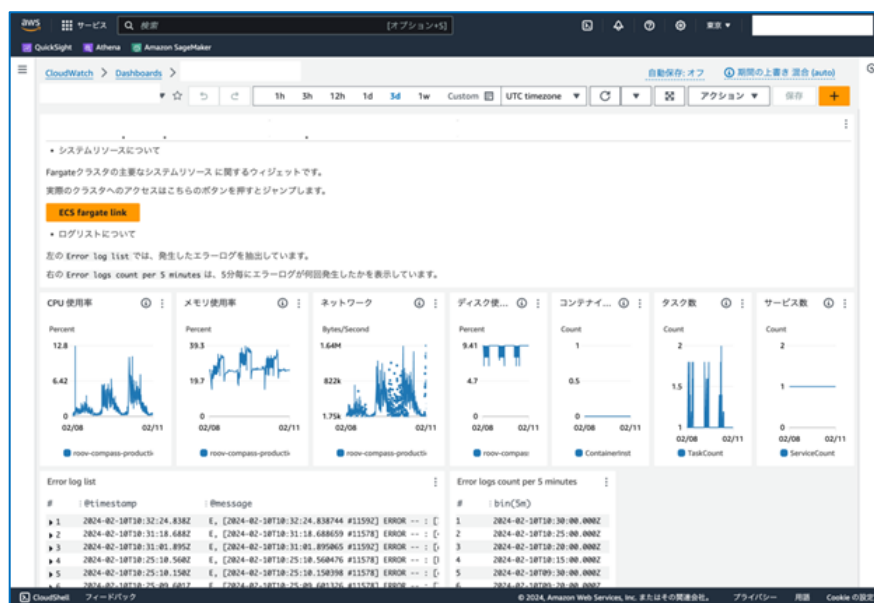 aws サービス 検索 [オプション+S] 東京
QuickSight Athena Amazon SageMaker
CloudWatch > Dashboards > 自動保存: オフ 期間の上書き 混合 (auto)
1h 3h 12h 1d 3d 1w Custom UTC timezone アクション 保存 +
• システムリソースについて
Fargateクラスタの主要なシステムリソース に関するウィジェットです。
実際のクラスタへのアクセスはこちらのボタンを押すとジャンプします。
ECS fargate link
• ログリストについて
左の Error log list では、発生したエラーログを抽出しています。
右の Error logs count per 5 minutes は、5分毎にエラーログが何回発生したかを表示しています。
CPU 使用率
Percent
12.8
6.42
0
02/08 02/11
roov-compass-producti
メモリ使用率
Percent
39.3
19.7
0
02/08 02/11
roov-compass-producti
ネットワーク
Bytes/Second
1.64M
822k
1.75k
02/08 02/11
roov-compass-producti
ディスク使...
Percent
9.41
4.7
0
02/08 02/11
roov-compass
コンテナイ...
Count
1
0.5
0
02/08 02/11
ContainerInst
タスク数
Count
2
1.5
1
02/08 02/11
TaskCount
サービス数
Count
2
1
0
02/08 02/11
ServiceCount
Error log list
# @timestamp @message
1 2024-02-10T10:32:24.838Z E, [2024-02-10T10:32:24.838744 #11592] ERROR -- : [
2 2024-02-10T10:31:18.688Z E, [2024-02-10T10:31:18.688659 #11578] ERROR -- : [
3 2024-02-10T10:31:01.895Z E, [2024-02-10T10:31:01.895065 #11592] ERROR -- : [
4 2024-02-10T10:25:10.560Z E, [2024-02-10T10:25:10.560476 #11578] ERROR -- : [
5 2024-02-10T10:25:10.150Z E, [2024-02-10T10:25:10.150398 #11578] ERROR -- : [
Error logs count per 5 minutes
# bin(5m)
1 2024-02-10T10:30:00.000Z
2 2024-02-10T10:25:00.000Z
3 2024-02-10T10:20:00.000Z
4 2024-02-10T10:15:00.000Z
5 2024-02-10T09:30:00.000Z
CloudShell フィードバック © 2024, Amazon Web Services, Inc. またはその関連会社。 プライバシー 用語 Cookie の設定